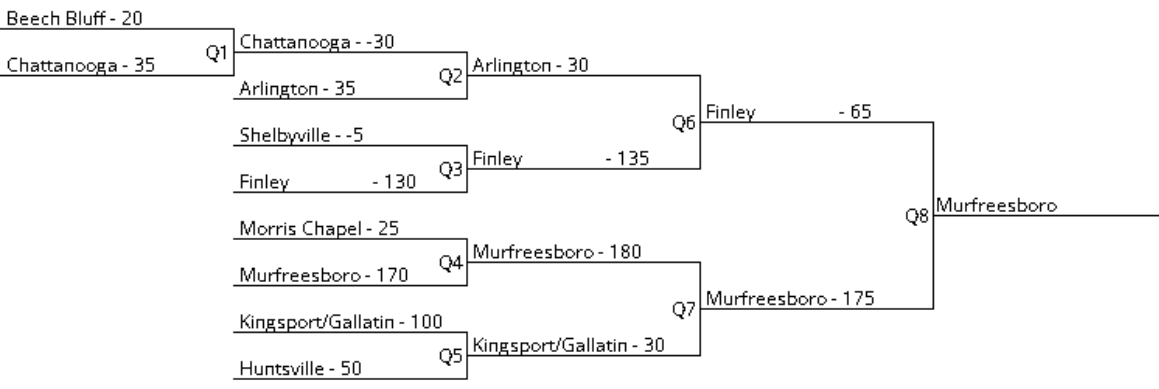 Beech Bluff - 20
Chattanooga - 35
Q1
Chattanooga - -30
Arlington - 35
Q2
Shelbyville - -5
Finley - 130
Q3
Morris Chapel - 25
Murfreesboro - 170
Q4
Kingsport/Gallatin - 100
Huntsville - 50
Q5
Arlington - 30
Finley - 135
Q6
Murfreesboro - 180
Kingsport/Gallatin - 30
Q7
Finley - 65
Murfreesboro - 175
Q8
Murfreesboro